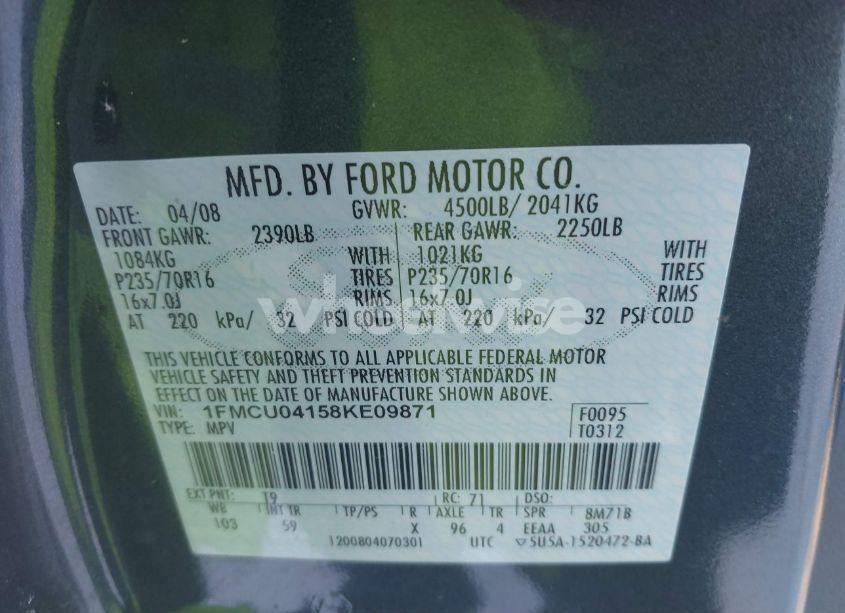 MFD. BY FORD MOTOR CO.
DATE: 04/08 GVWR: 4500LB/ 2041KG
FRONT GAWR: 2390LB REAR GAWR: 2250LB
1084KG WITH 1021KG WITH
P235/70R16 TIRES P235/70R16 TIRES
16x7.0J RIMS 16x7.0J RIMS
AT 220 kPa/ 32 PSI COLD AT 220 kPa/ 32 PSI COLD
wheelwise
THIS VEHICLE CONFORMS TO ALL APPLICABLE FEDERAL MOTOR
VEHICLE SAFETY AND THEFT PREVENTION STANDARDS IN
EFFECT ON THE DATE OF MANUFACTURE SHOWN ABOVE.
VIN: 1FMCU04158KE09871 F0095
TYPE: MPV T0312
EXT PNT: T9 RC: 71 DSO:
WB INT TR TP/PS R AXLE TR SPR 8M71B
103 59 X 96 4 EEAA 305
1200804070301 UTC ▽5U5A-1520472-BA